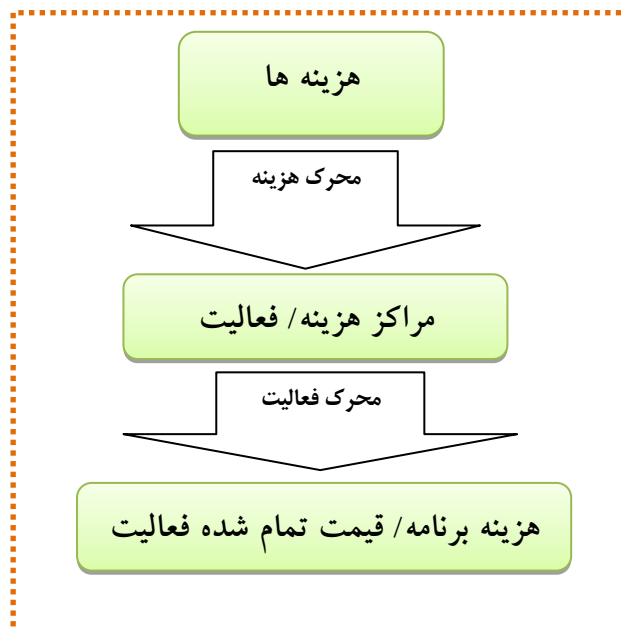 هزینه ها
محرک هزینه
مراکز هزینه/ فعالیت
محرک فعالیت
هزینه برنامه/ قیمت تمام شده فعالیت